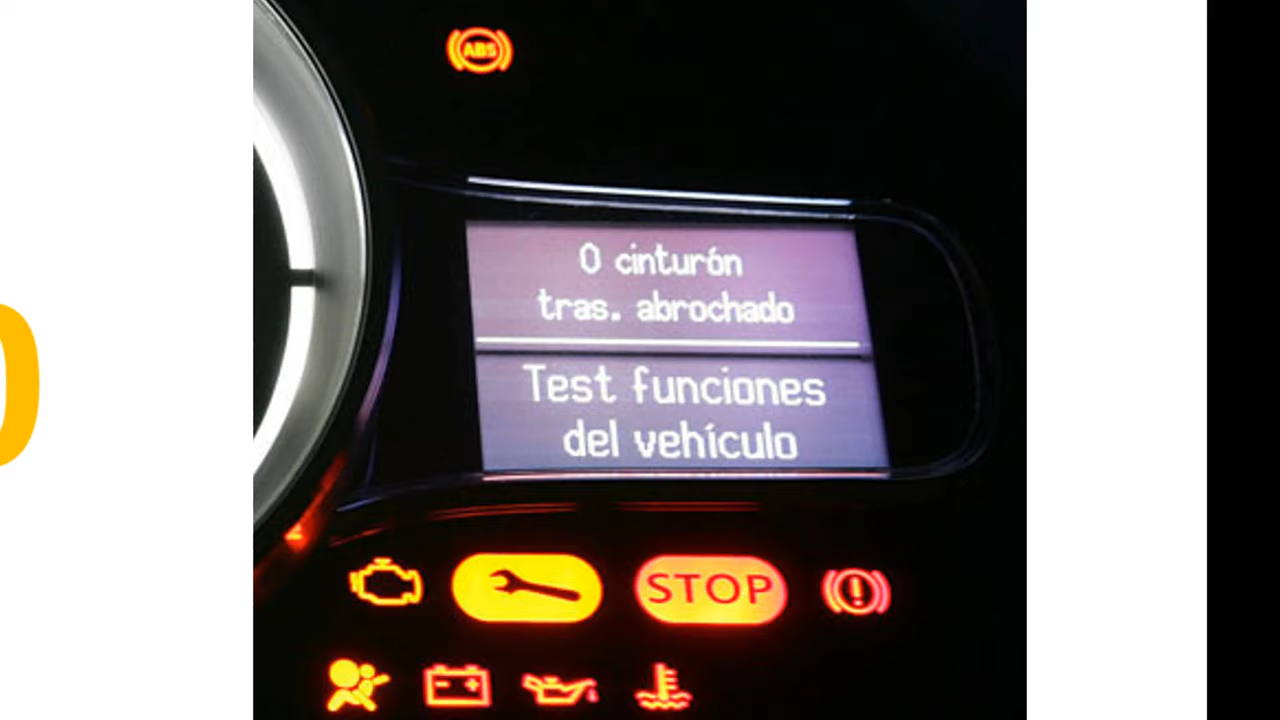 ABS
0 cinturón
tras. abrochado
Test funciones
del vehículo
STOP